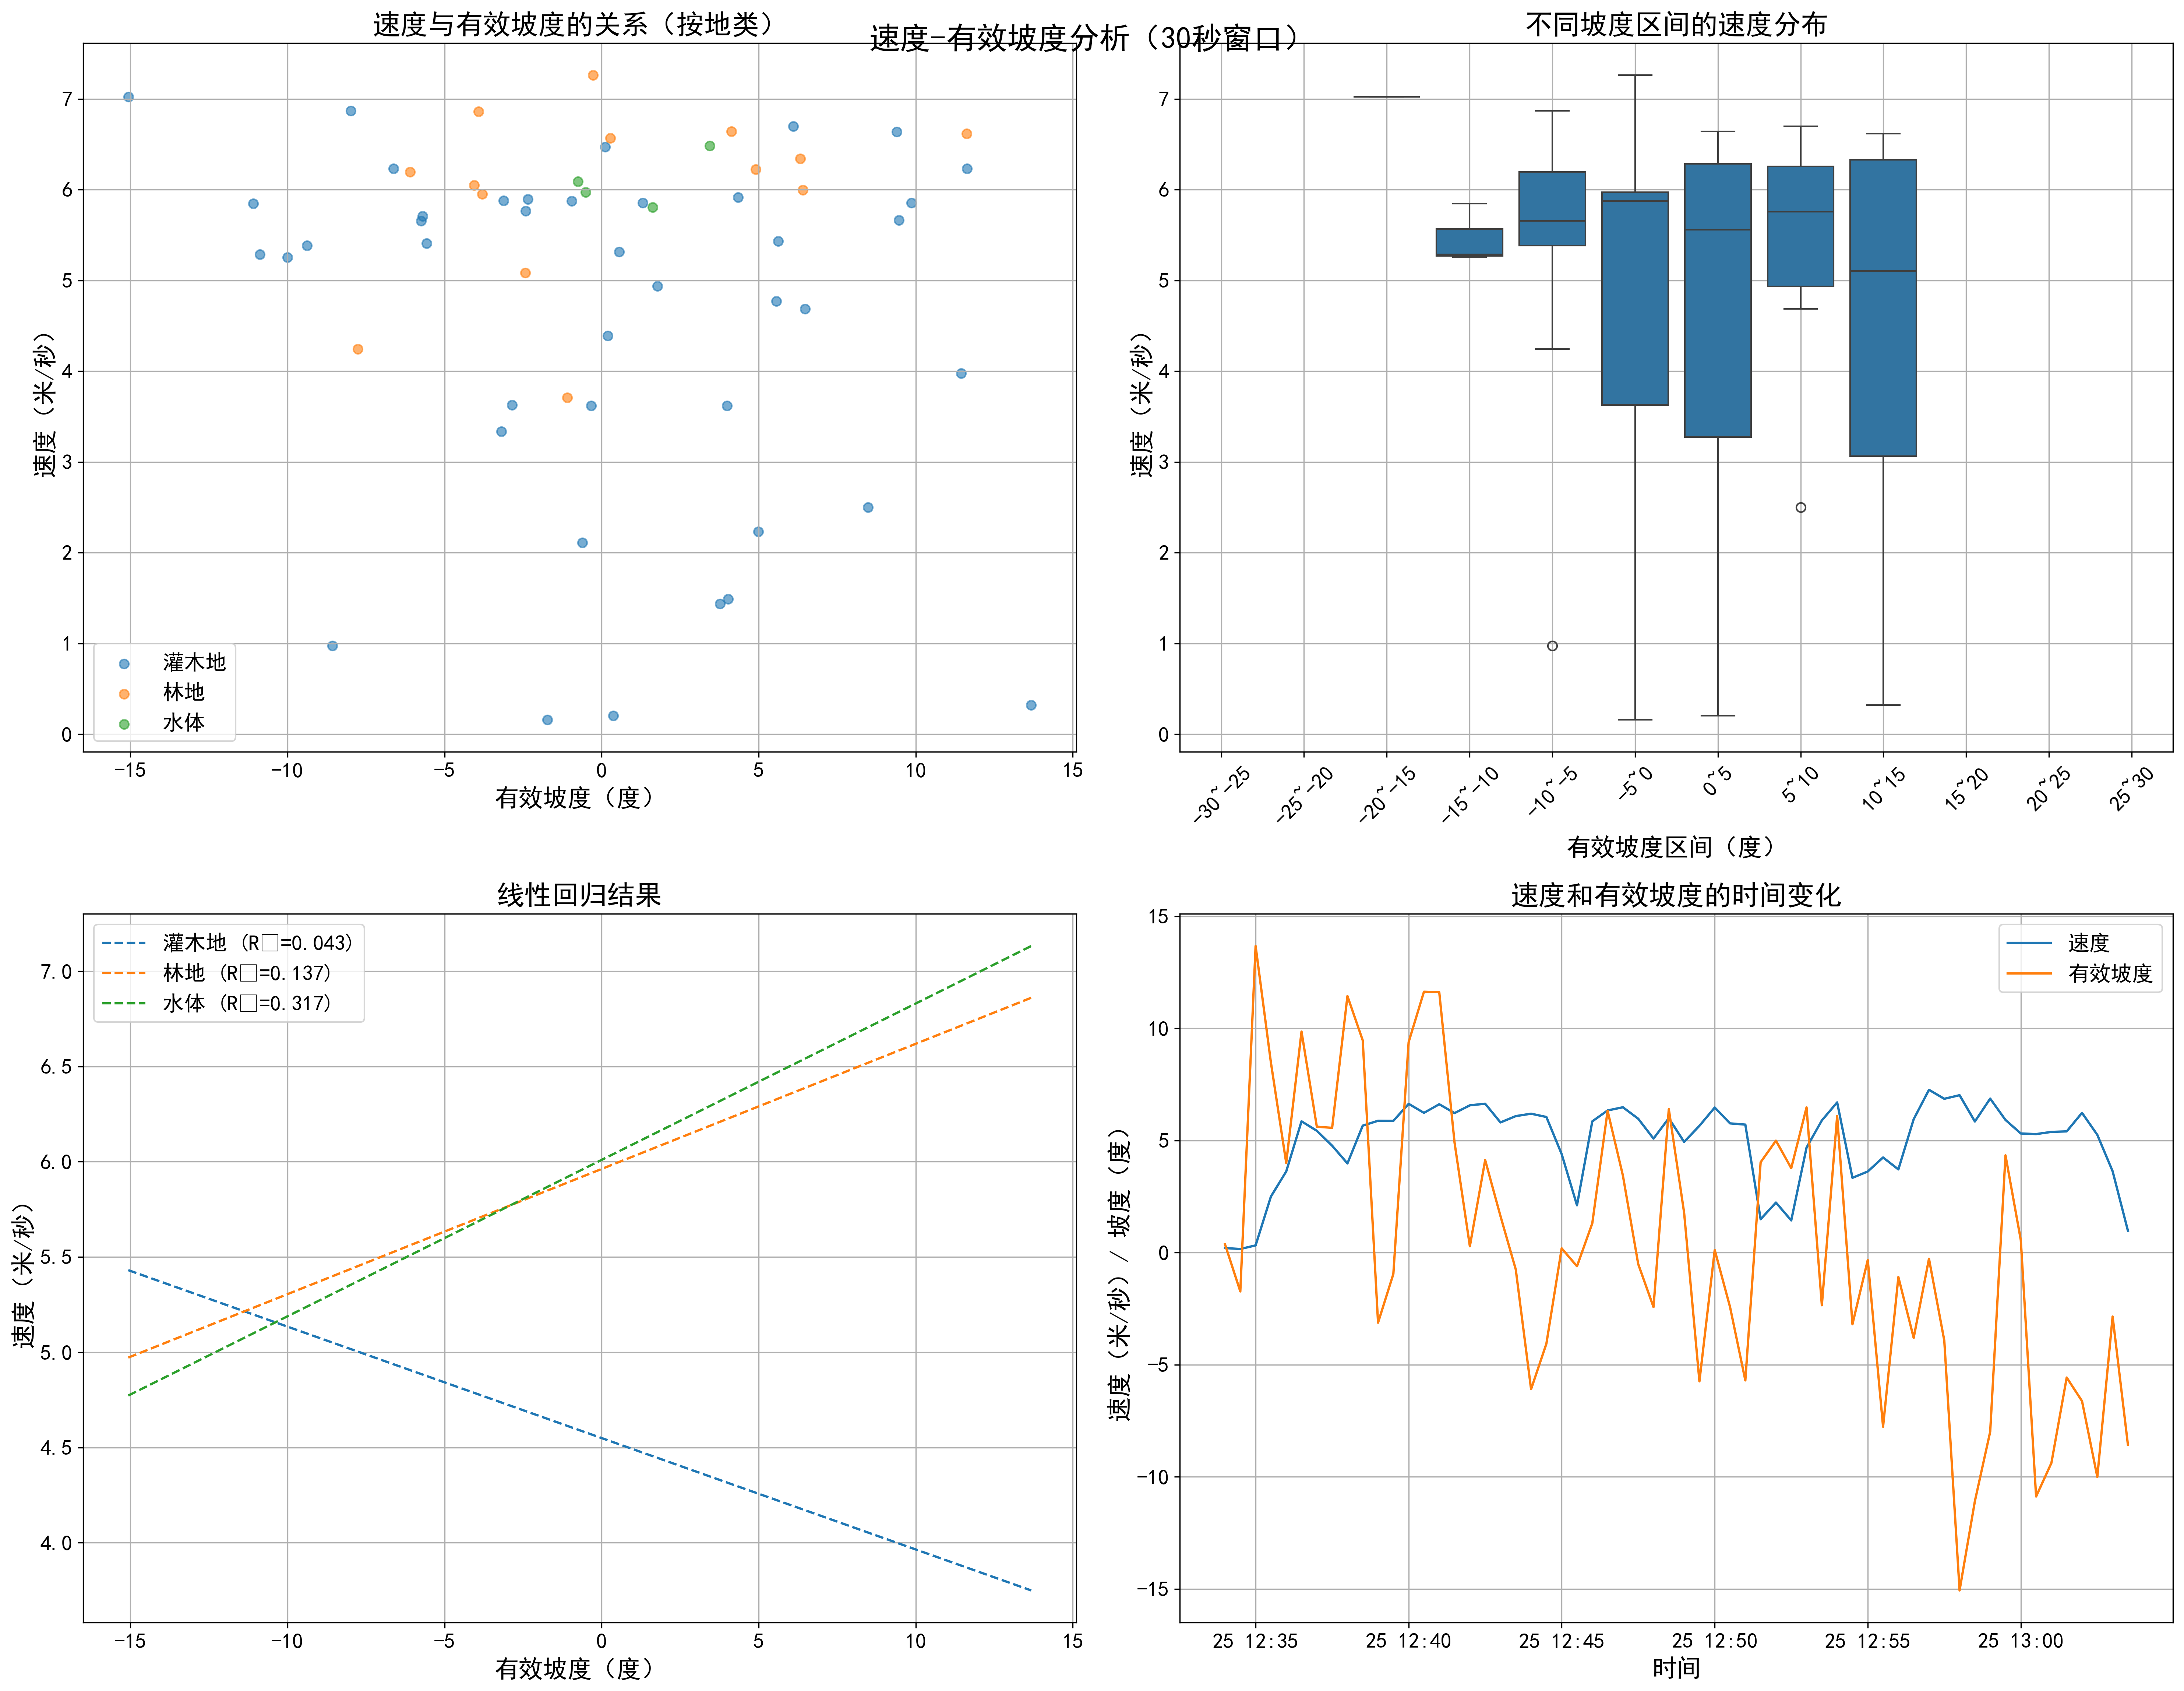 速度-有效坡度分析（30秒窗口）
速度与有效坡度的关系（按地类）
速度（米/秒）
7
6
5
4
3
2
1
0
灌木地
林地
水体
-15 -10 -5 0 5 10 15
有效坡度（度）
不同坡度区间的速度分布
速度（米/秒）
7
6
5
4
3
2
1
0
-30~-25 -25~-20 -20~-15 -15~-10 -10~-5 -5~0 0~5 5~10 10~15 15~20 20~25 25~30
有效坡度区间（度）
线性回归结果
速度（米/秒）
7.0
6.5
6.0
5.5
5.0
4.5
4.0
灌木地 (R□=0.043)
林地 (R□=0.137)
水体 (R□=0.317)
-15 -10 -5 0 5 10 15
有效坡度（度）
速度和有效坡度的时间变化
速度（米/秒）/ 坡度（度）
15
10
5
0
-5
-10
-15
速度
有效坡度
25 12:35 25 12:40 25 12:45 25 12:50 25 12:55 25 13:00
时间